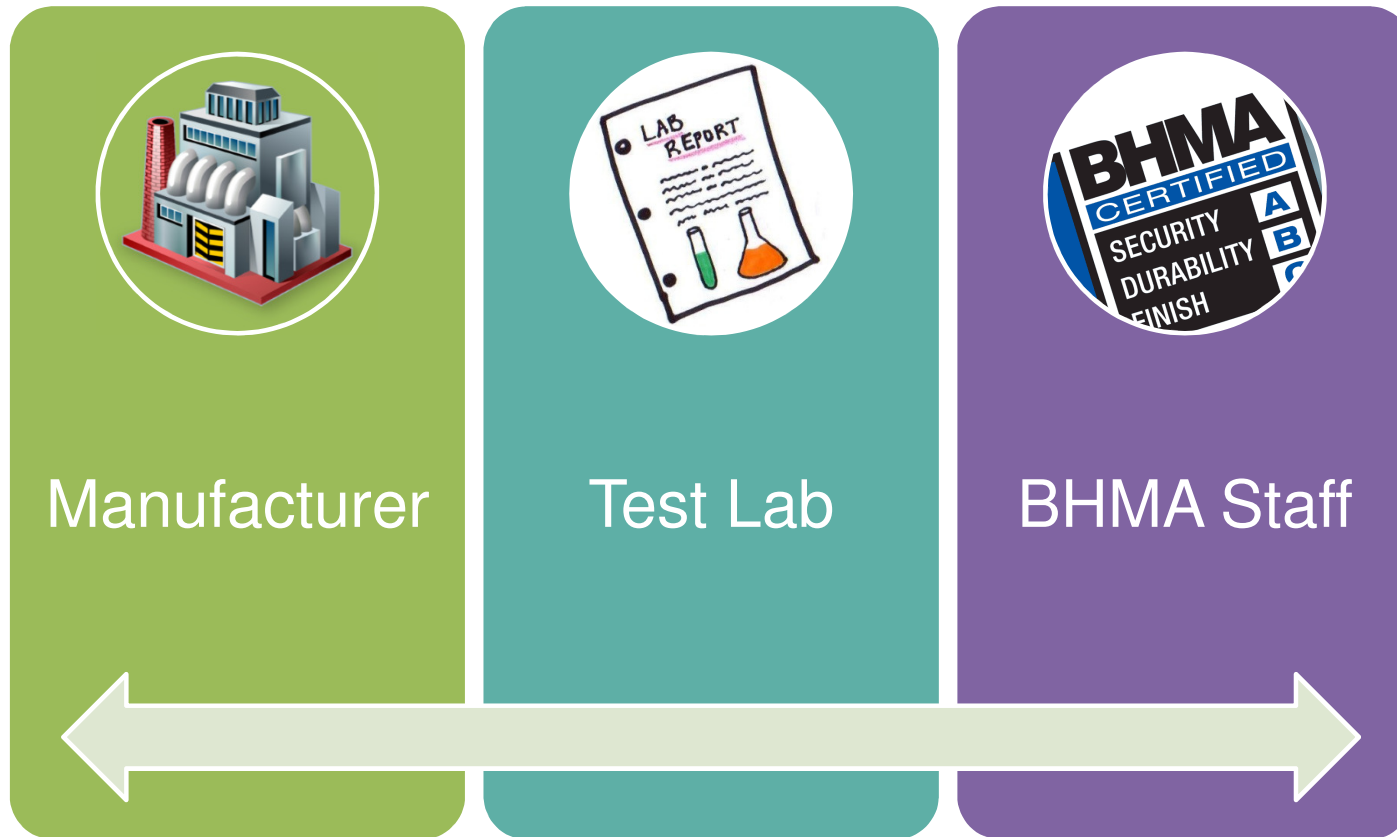 LAB
REPORT
BHMA
CERTIFIED
SECURITY A
DURABILITY B
FINISH
Manufacturer
Test Lab
BHMA Staff